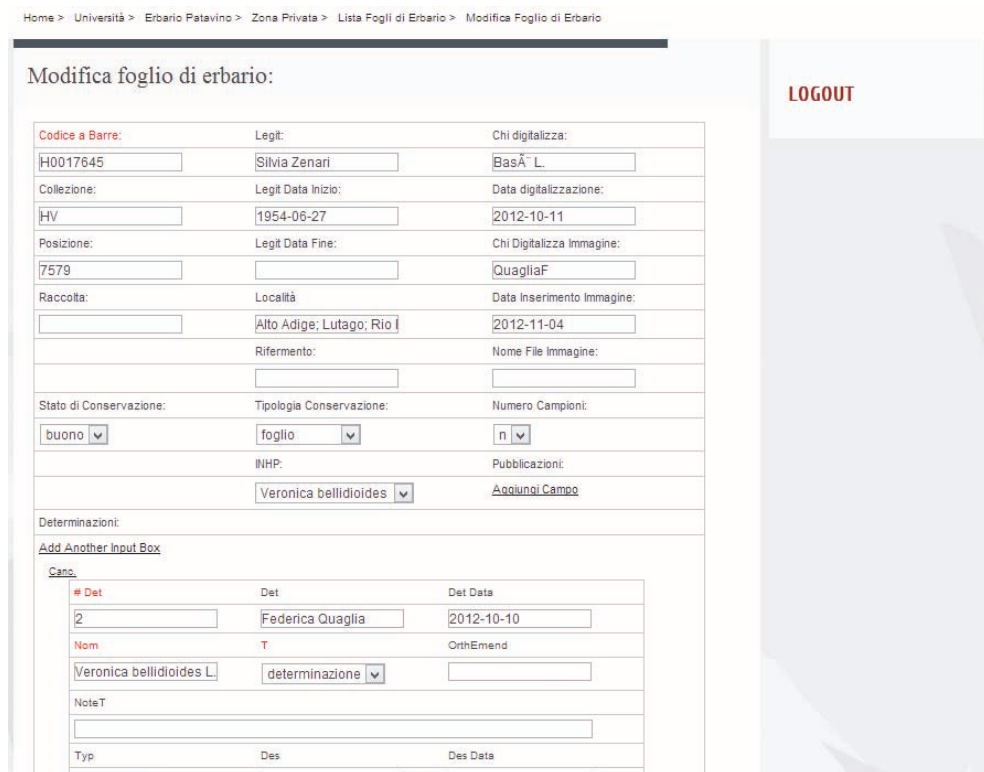 Home > Università > Erbario Patavino > Zona Privata > Lista Fogli di Erbario > Modifica Foglio di Erbario
Modifica foglio di erbario:
LOGOUT
Codice a Barre: Legit: Chi digitalizza:
H0017645 Silvia Zenari BasÃ¨ L.
Collezione: Legit Data Inizio: Data digitalizzazione:
HV 1954-06-27 2012-10-11
Posizione: Legit Data Fine: Chi Digitalizza Immagine:
7579 QuagliaF
Raccolta: Località Data Inserimento Immagine:
Alto Adige; Lutago; Rio 2012-11-04
Rifermento: Nome File Immagine:
Stato di Conservazione: Tipologia Conservazione: Numero Campioni:
buono foglio n
INHP: Pubblicazioni:
Veronica bellidioides Aggiungi Campo
Determinazioni:
Add Another Input Box
Canc.
# Det Det Det Data
2 Federica Quaglia 2012-10-10
Nom T OrthEmend
Veronica bellidioides L. determinazione
NoteT
Typ Des Des Data